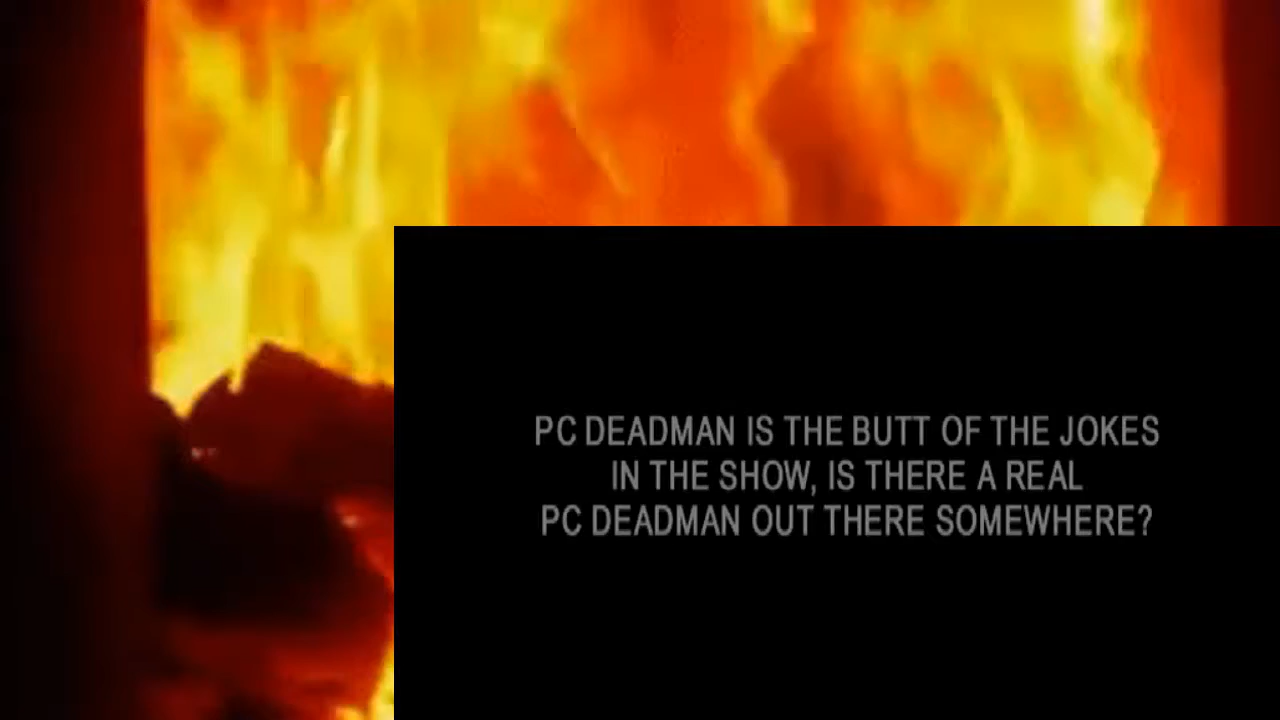 PC DEADMAN IS THE BUTT OF THE JOKES
IN THE SHOW, IS THERE A REAL
PC DEADMAN OUT THERE SOMEWHERE?